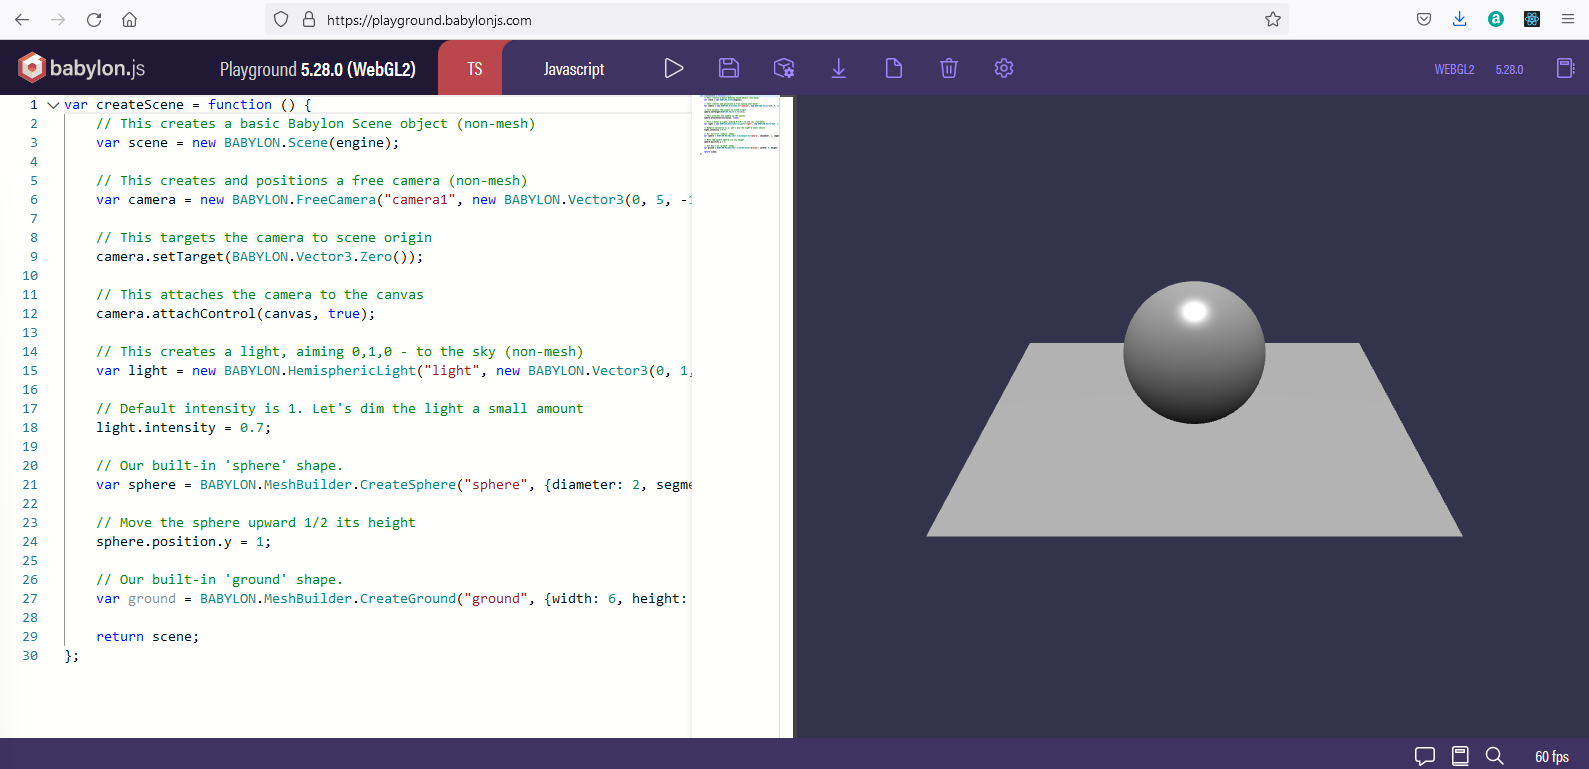 https://playground.babylonjs.com
babylon.js
Playground 5.28.0 (WebGL2)
TS
Javascript
WEBGL2
5.28.0
1 var createScene = function () {
2 // This creates a basic Babylon Scene object (non-mesh)
3 var scene = new BABYLON.Scene(engine);
4
5 // This creates and positions a free camera (non-mesh)
6 var camera = new BABYLON.FreeCamera("camera1", new BABYLON.Vector3(0, 5, -1
7
8 // This targets the camera to scene origin
9 camera.setTarget(BABYLON.Vector3.Zero());
10
11 // This attaches the camera to the canvas
12 camera.attachControl(canvas, true);
13
14 // This creates a light, aiming 0,1,0 - to the sky (non-mesh)
15 var light = new BABYLON.HemisphericLight("light", new BABYLON.Vector3(0, 1,
16
17 // Default intensity is 1. Let's dim the light a small amount
18 light.intensity = 0.7;
19
20 // Our built-in 'sphere' shape.
21 var sphere = BABYLON.MeshBuilder.CreateSphere("sphere", {diameter: 2, segme
22
23 // Move the sphere upward 1/2 its height
24 sphere.position.y = 1;
25
26 // Our built-in 'ground' shape.
27 var ground = BABYLON.MeshBuilder.CreateGround("ground", {width: 6, height:
28
29 return scene;
30 };
60 fps